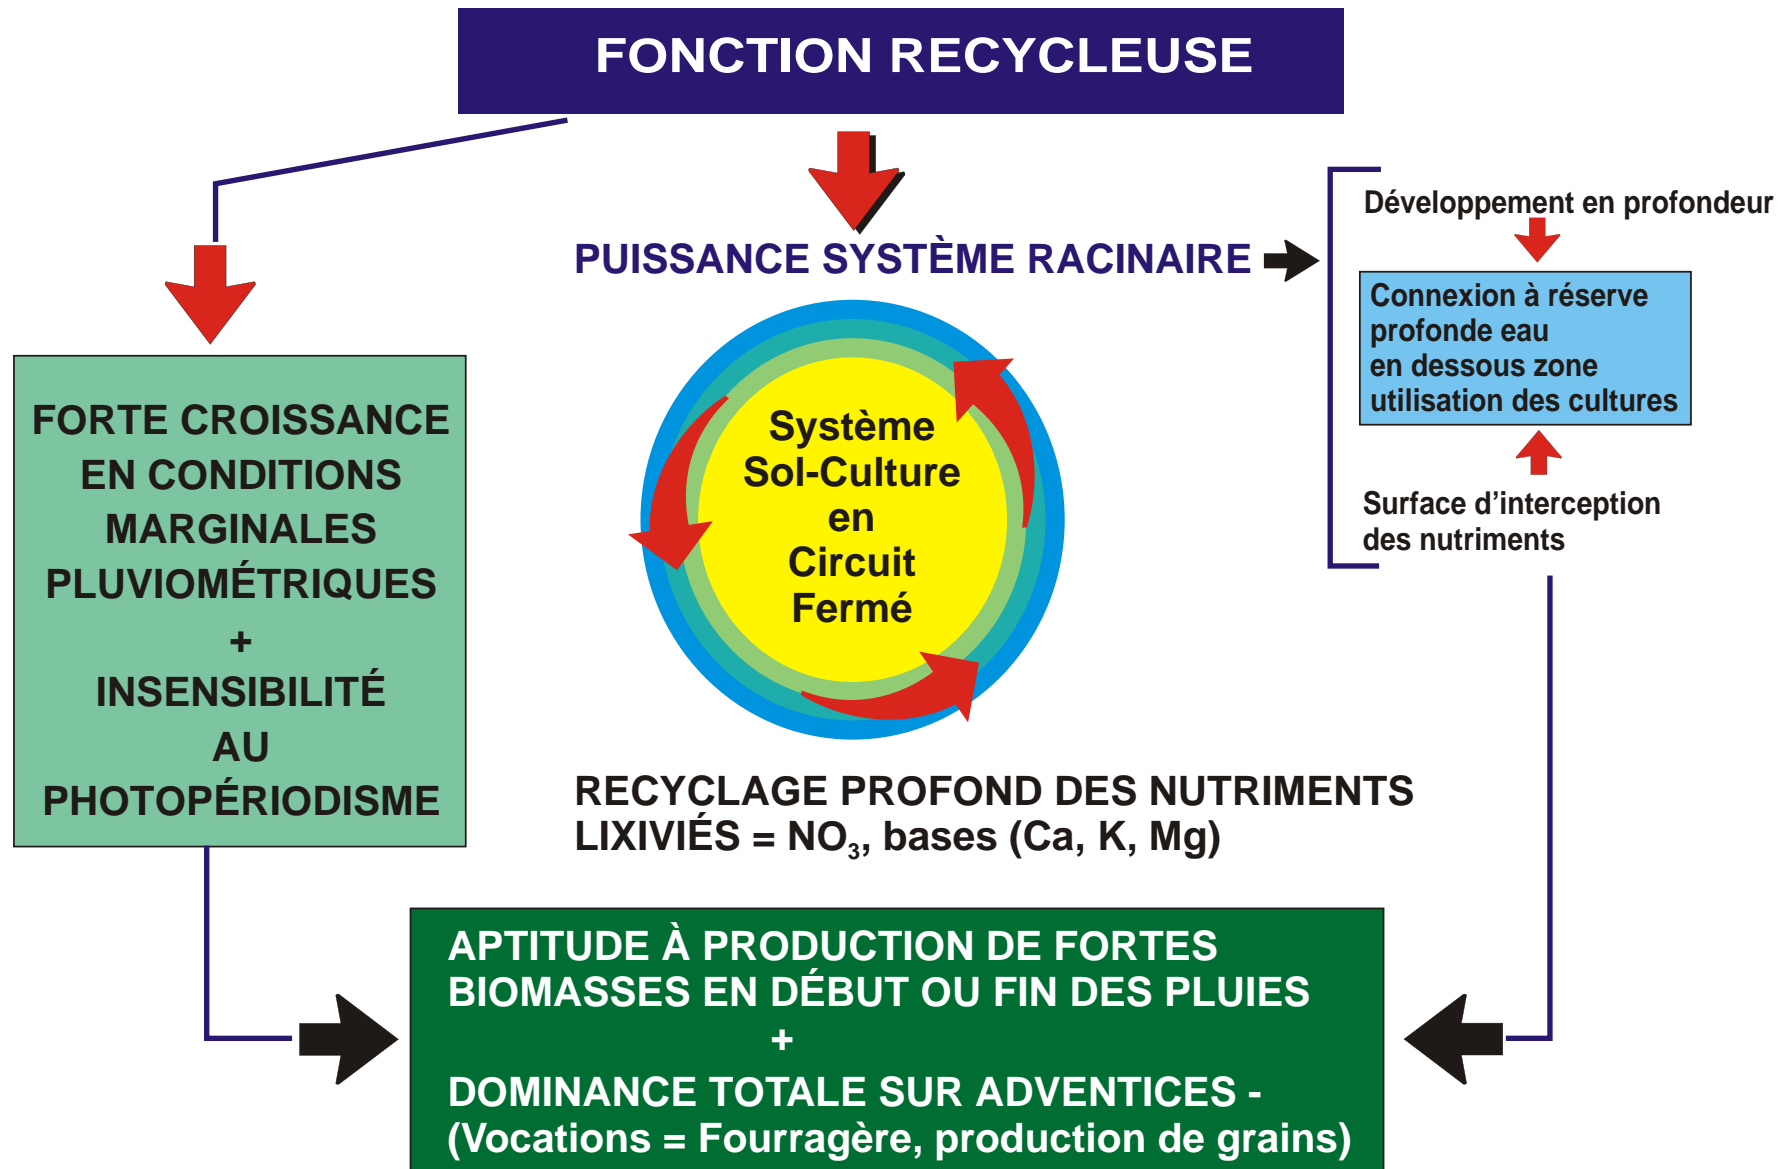 FONCTION RECYCLEUSE
PUISSANCE SYSTÈME RACINAIRE
Développement en profondeur
Connexion à réserve
profonde eau
en dessous zone
utilisation des cultures
Surface d'interception
des nutriments
FORTE CROISSANCE
EN CONDITIONS
MARGINALES
PLUVIOMÉTRIQUES
+
INSENSIBILITÉ
AU
PHOTOPÉRIODISME
Système
Sol-Culture
en
Circuit
Fermé
RECYCLAGE PROFOND DES NUTRIMENTS
LIXIVIÉS = NO₃, bases (Ca, K, Mg)
APTITUDE À PRODUCTION DE FORTES
BIOMASSES EN DÉBUT OU FIN DES PLUIES
+
DOMINANCE TOTALE SUR ADVENTICES -
(Vocations = Fourragère, production de grains)